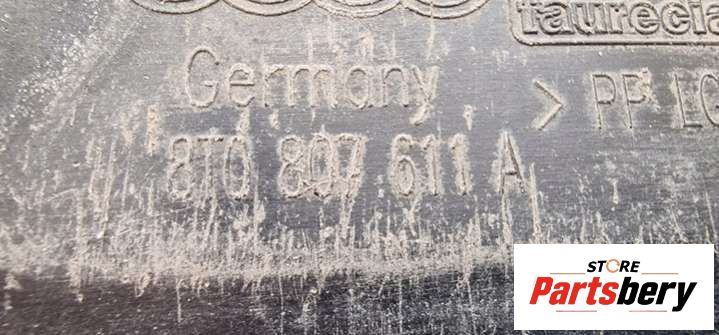 faurecia
Germany
> PP
8T0 807 611 A
STORE
Partsbery